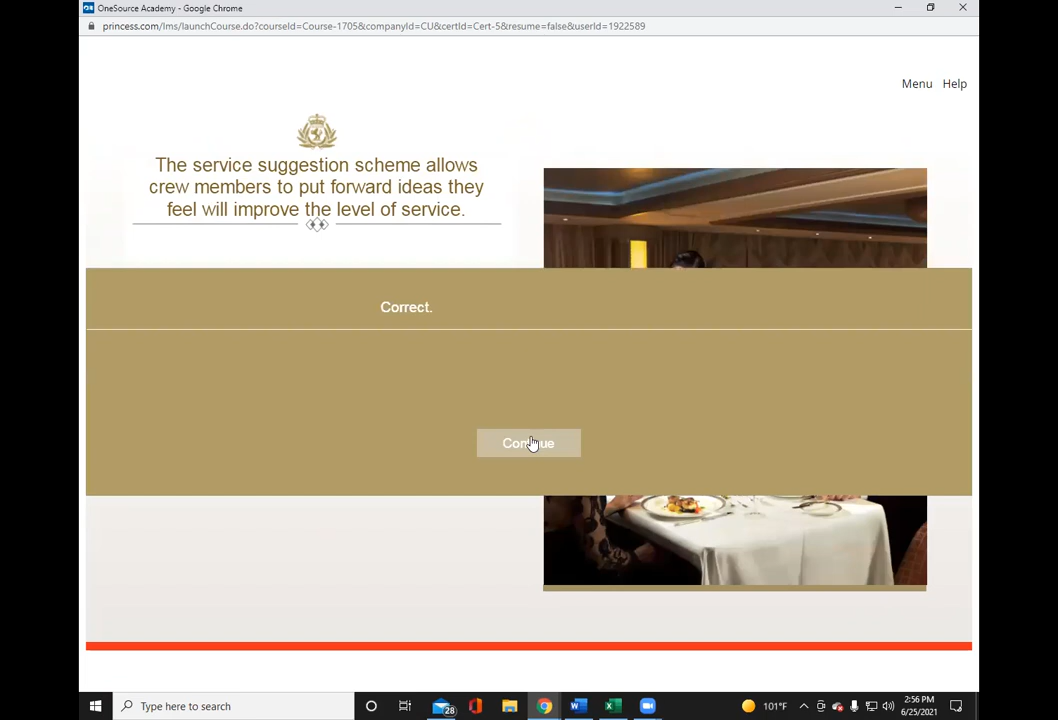 OneSource Academy - Google Chrome
princess.com/lms/launchCourse.do?courseId=Course-1705&companyId=CU&certId=Cert-5&resume=false&userId=1922589
Menu Help
The service suggestion scheme allows
crew members to put forward ideas they
feel will improve the level of service.
Correct.
Continue
Type here to search
28
101°F
2:56 PM
6/25/2021